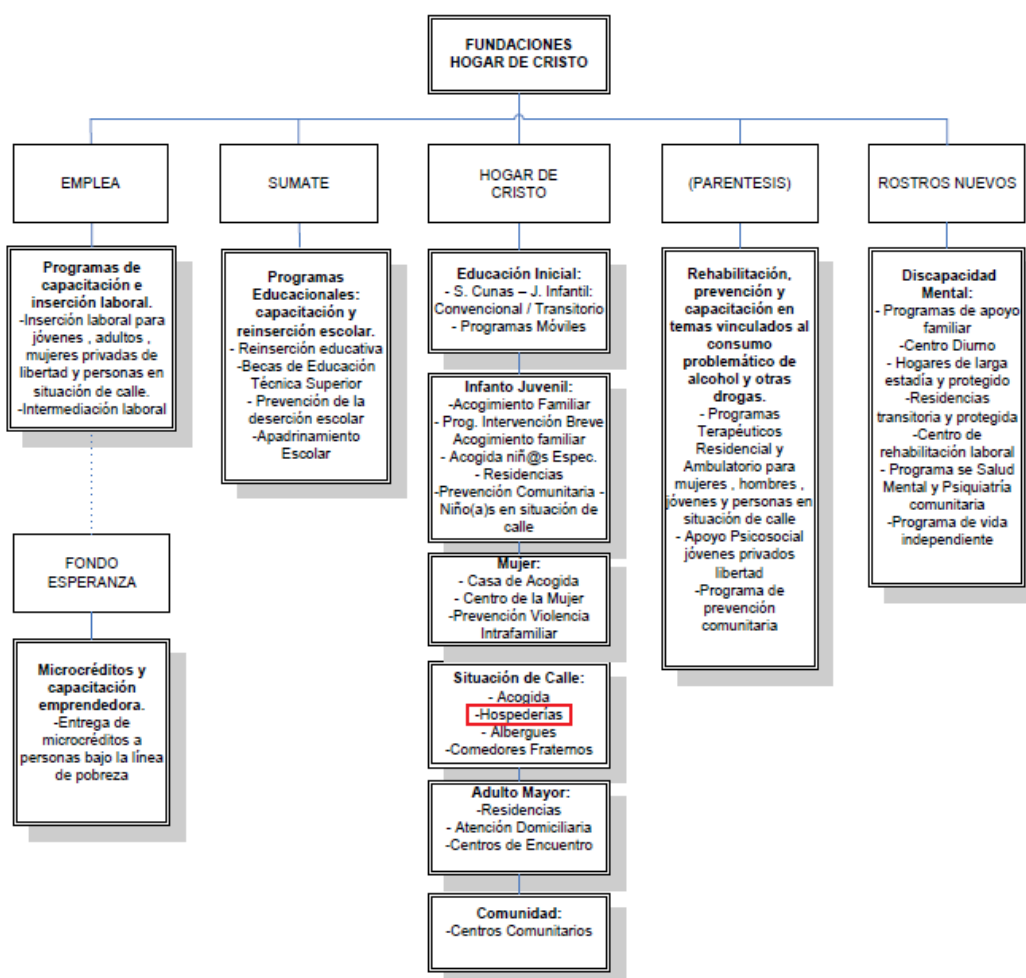 FUNDACIONES
HOGAR DE CRISTO
EMPLEA
SUMATE
HOGAR DE
CRISTO
(PARENTESIS)
ROSTROS NUEVOS
Programas de
capacitación e
inserción laboral.
-Inserción laboral para
jóvenes , adultos ,
mujeres privadas de
libertad y personas en
situación de calle.
-Intermediación laboral
FONDO
ESPERANZA
Microcréditos y
capacitación
emprendedora.
-Entrega de
microcréditos a
personas bajo la línea
de pobreza
Programas
Educacionales:
capacitación y
reinserción escolar.
- Reinserción educativa
-Becas de Educación
Técnica Superior
- Prevención de la
deserción escolar
-Apadrinamiento
Escolar
Educación Inicial:
- S. Cunas – J. Infantil:
Convencional / Transitorio
- Programas Móviles
Infanto Juvenil:
-Acogimiento Familiar
- Prog. Intervención Breve
Acogimiento familiar
- Acogida niñ@s Espec.
- Residencias
-Prevención Comunitaria -
Niño(a)s en situación de
calle
Mujer:
- Casa de Acogida
- Centro de la Mujer
-Prevención Violencia
Intrafamiliar
Situación de Calle:
- Acogida
-Hospederías
- Albergues
-Comedores Fraternos
Adulto Mayor:
-Residencias
- Atención Domiciliaria
-Centros de Encuentro
Comunidad:
-Centros Comunitarios
Rehabilitación,
prevención y
capacitación en
temas vinculados al
consumo
problemático de
alcohol y otras
drogas.
- Programas
Terapéuticos
Residencial y
Ambulatorio para
mujeres , hombres ,
jóvenes y personas en
situación de calle
- Apoyo Psicosocial
jóvenes privados
libertad
-Programa de
prevención
comunitaria
Discapacidad
Mental:
- Programas de apoyo
familiar
-Centro Diurno
- Hogares de larga
estadía y protegido
-Residencias
transitoria y protegida
-Centro de
rehabilitación laboral
- Programa se Salud
Mental y Psiquiatría
comunitaria
-Programa de vida
independiente